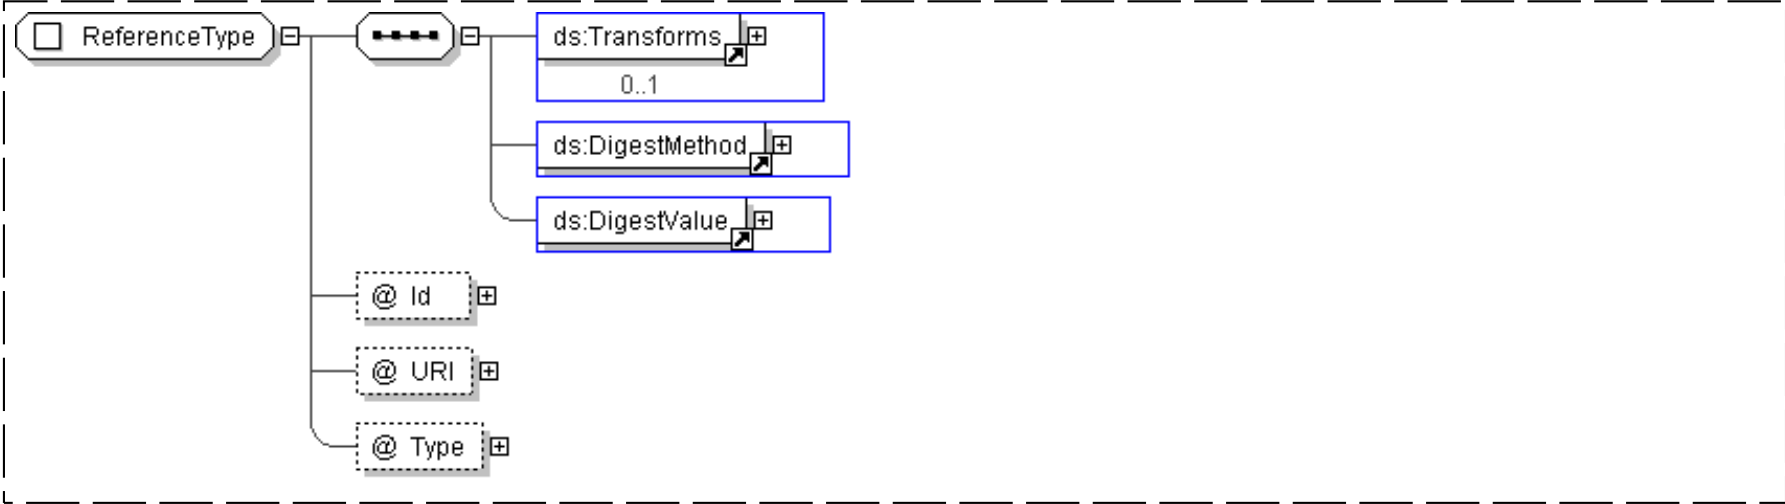 ReferenceType
ds:Transforms
0..1
ds:DigestMethod
ds:DigestValue
@ Id
@ URI
@ Type